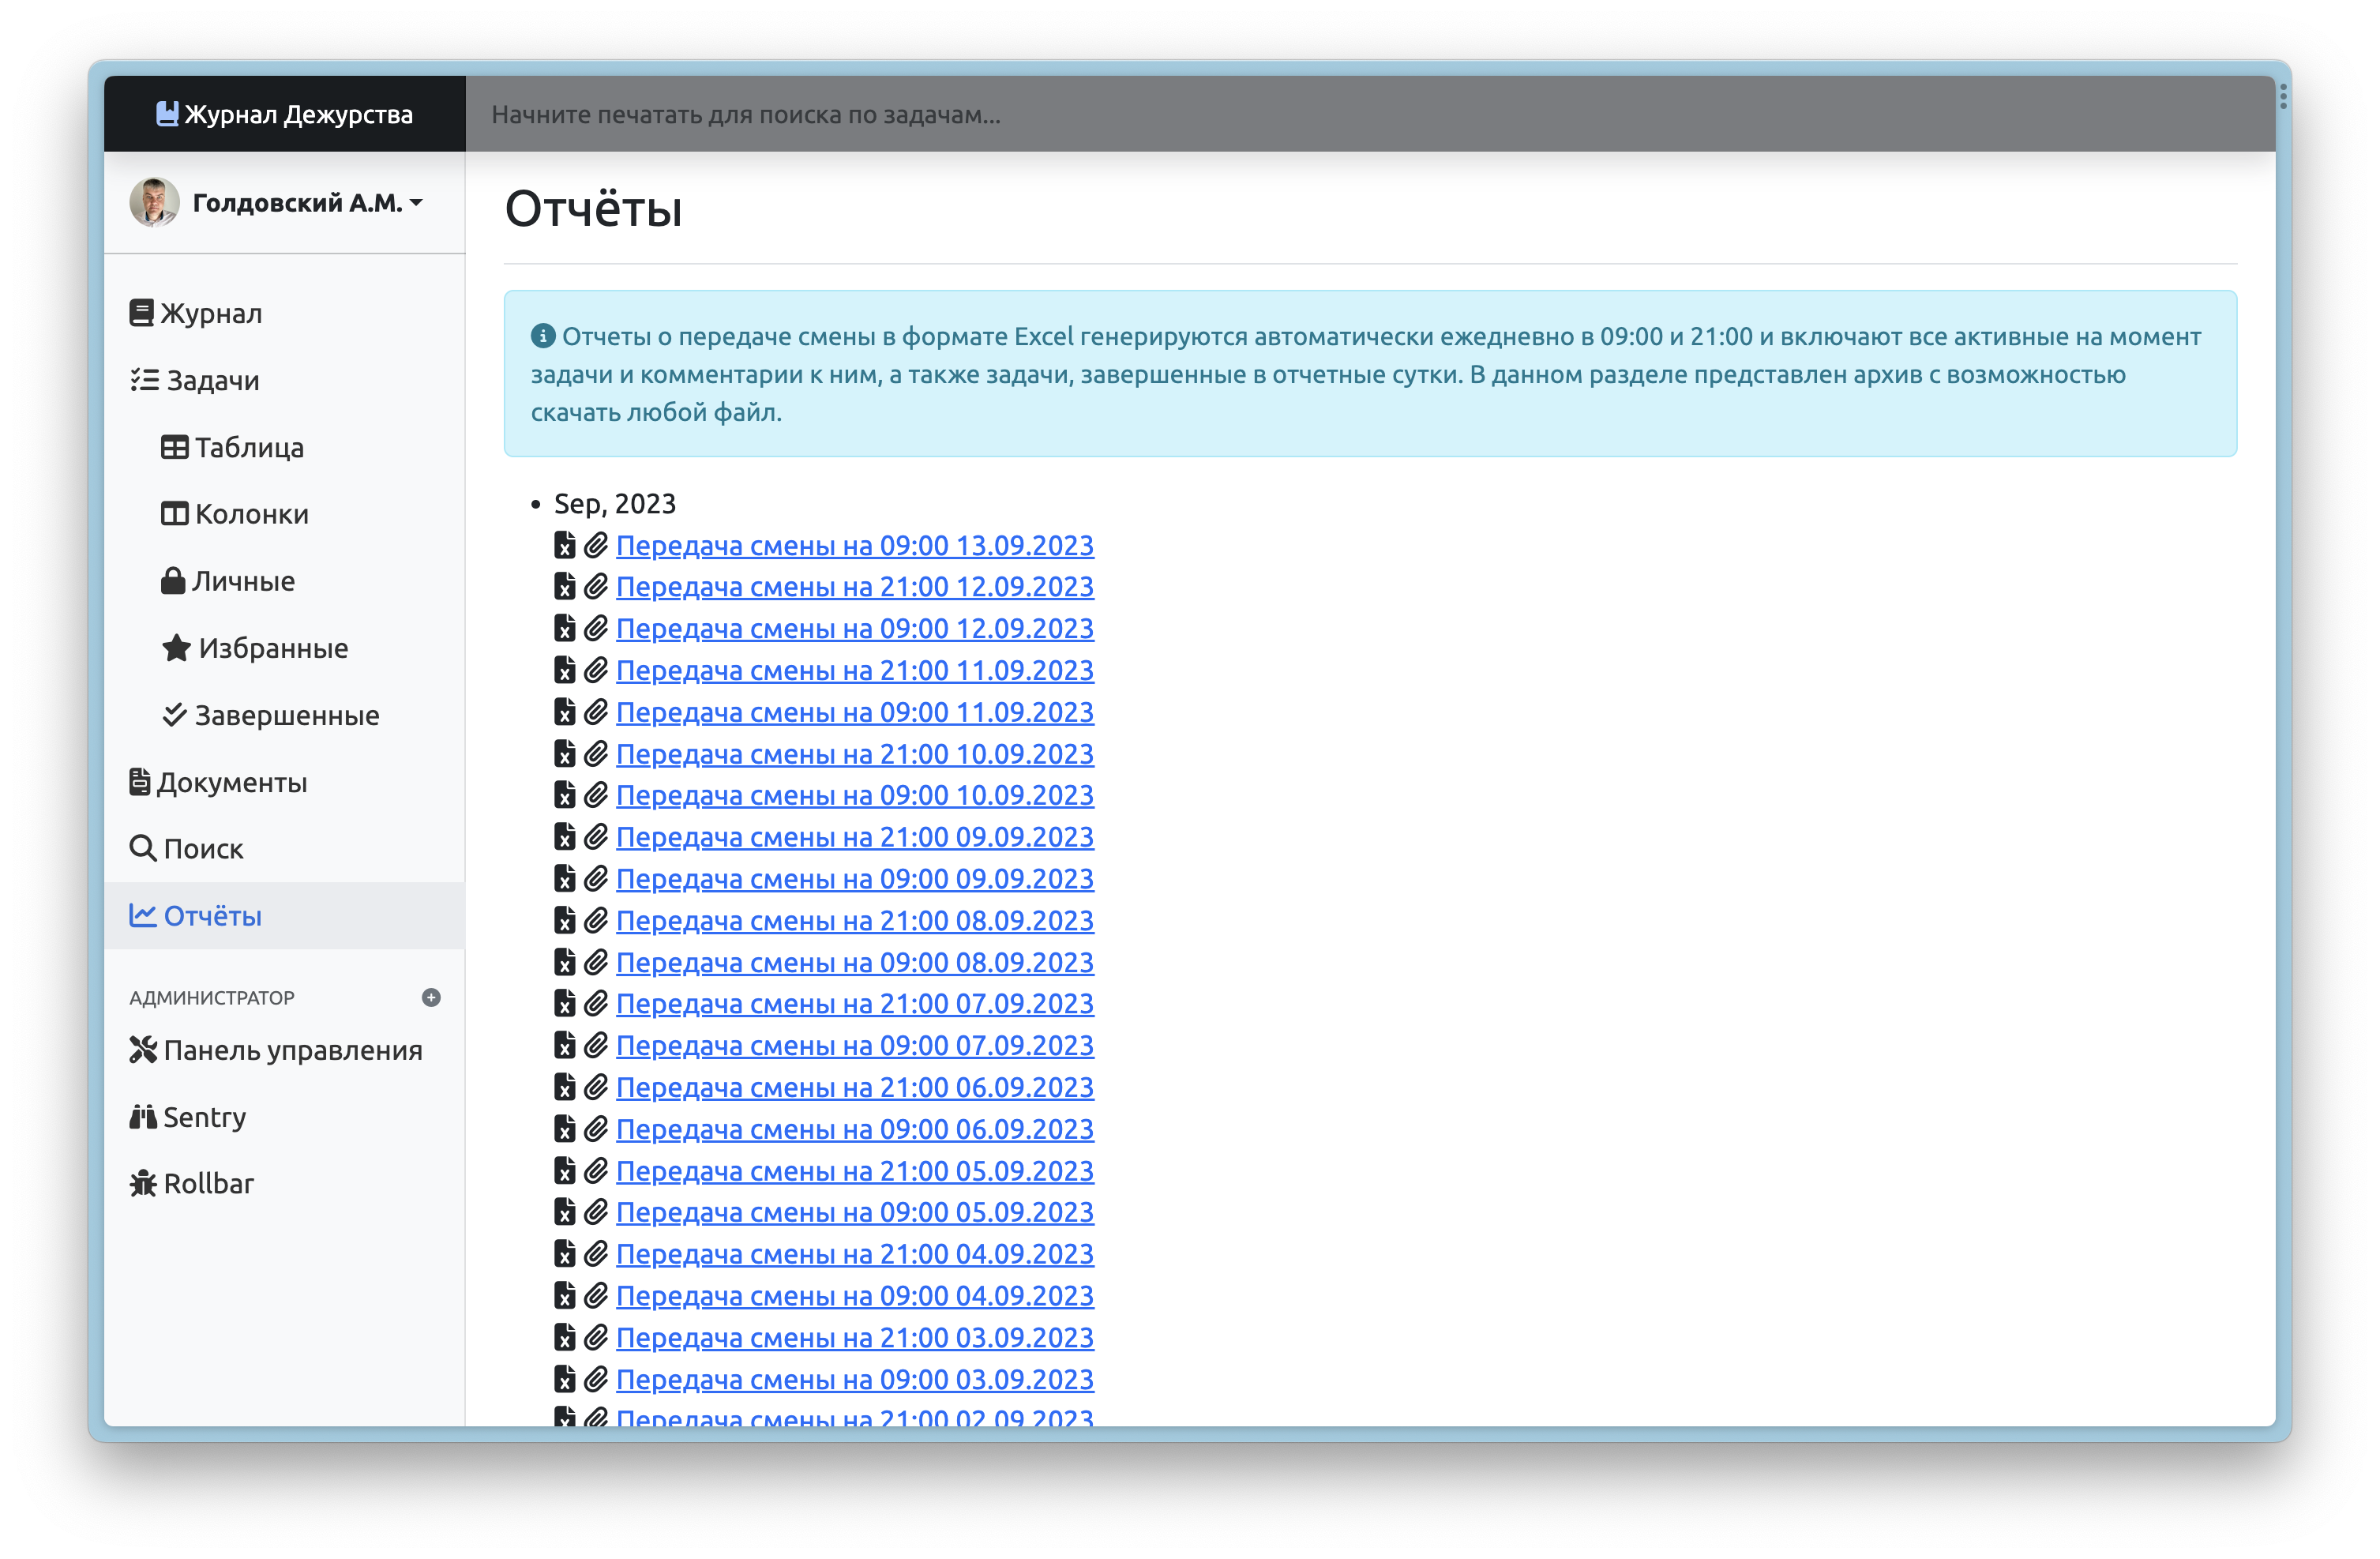 Журнал Дежурства
Начните печатать для поиска по задачам...
Голдовский А.М.
Журнал
Задачи
Таблица
Колонки
Личные
Избранные
Завершенные
Документы
Поиск
Отчёты
АДМИНИСТРАТОР
Панель управления
Sentry
Rollbar
Отчёты
Отчеты о передаче смены в формате Excel генерируются автоматически ежедневно в 09:00 и 21:00 и включают все активные на момент
задачи и комментарии к ним, а также задачи, завершенные в отчетные сутки. В данном разделе представлен архив с возможностью
скачать любой файл.
Sep, 2023
Передача смены на 09:00 13.09.2023
Передача смены на 21:00 12.09.2023
Передача смены на 09:00 12.09.2023
Передача смены на 21:00 11.09.2023
Передача смены на 09:00 11.09.2023
Передача смены на 21:00 10.09.2023
Передача смены на 09:00 10.09.2023
Передача смены на 21:00 09.09.2023
Передача смены на 09:00 09.09.2023
Передача смены на 21:00 08.09.2023
Передача смены на 09:00 08.09.2023
Передача смены на 21:00 07.09.2023
Передача смены на 09:00 07.09.2023
Передача смены на 21:00 06.09.2023
Передача смены на 09:00 06.09.2023
Передача смены на 21:00 05.09.2023
Передача смены на 09:00 05.09.2023
Передача смены на 21:00 04.09.2023
Передача смены на 09:00 04.09.2023
Передача смены на 21:00 03.09.2023
Передача смены на 09:00 03.09.2023
Передача смены на 21:00 02.09.2023